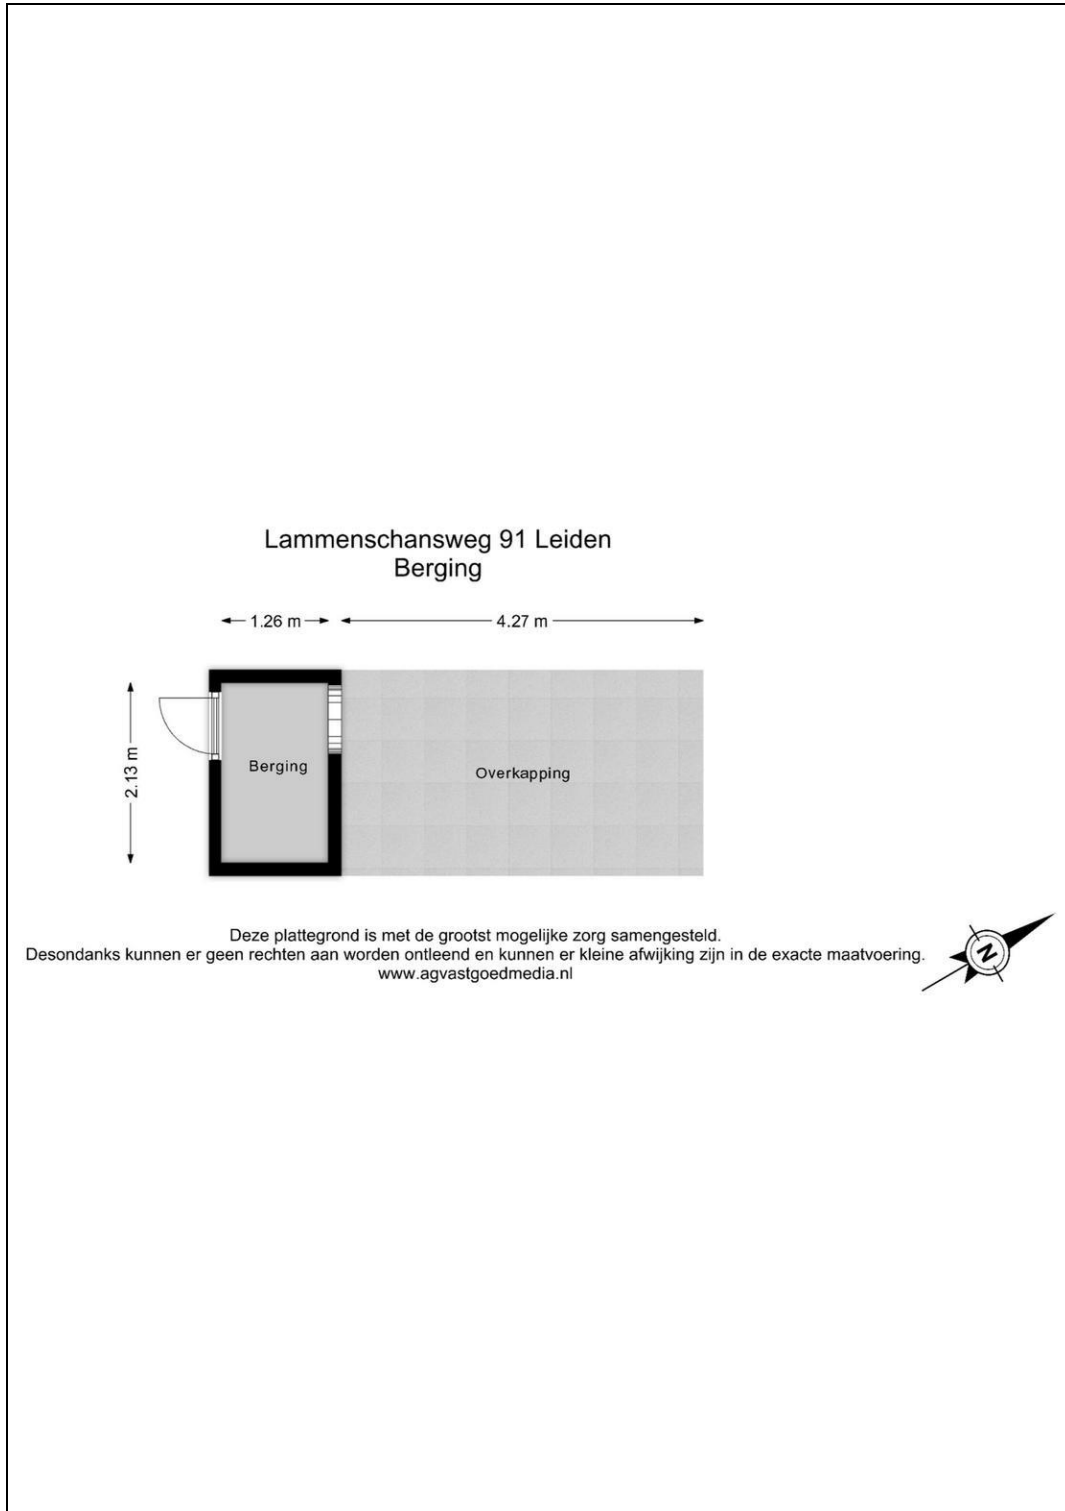 Lammenschansweg 91 Leiden
Berging
1.26 m
4.27 m
2.13 m
Berging
Overkapping
Deze plattegrond is met de grootst mogelijke zorg samengesteld.
Desondanks kunnen er geen rechten aan worden ontleend en kunnen er kleine afwijking zijn in de exacte maatvoering.
www.agvastgoedmedia.nl
N